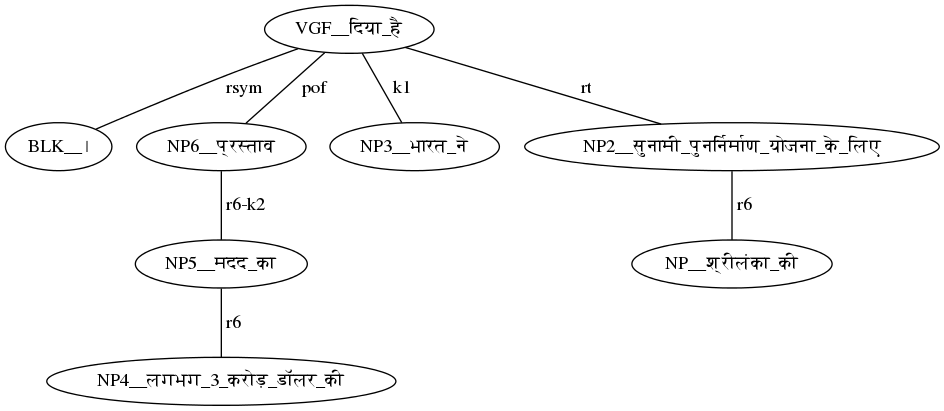 VGF__दिया_है
rsym
pof
k1
rt
BLK__।
NP6__प्रस्ताव
NP3__भारत_ने
NP2__सुनामी_पुनर्निर्माण_योजना_के_लिए
r6-k2
r6
NP5__मदद_का
NP__श्रीलंका_की
r6
NP4__लगभग_3_करोड़_डॉलर_की